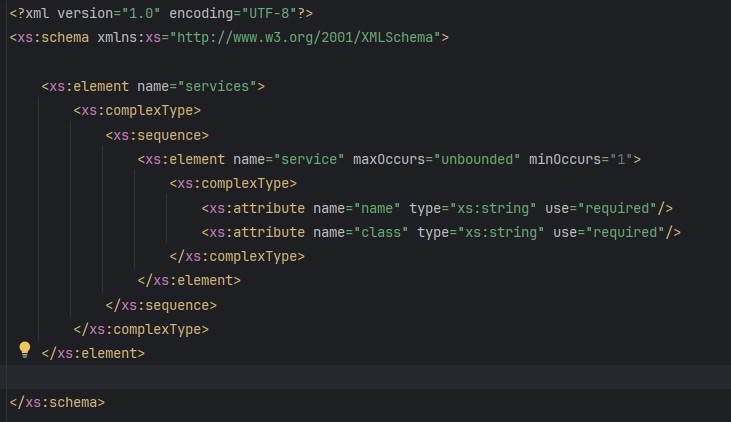 <?xml version="1.0" encoding="UTF-8"?>
<xs:schema xmlns:xs="http://www.w3.org/2001/XMLSchema">
<xs:element name="services">
<xs:complexType>
<xs:sequence>
<xs:element name="service" maxOccurs="unbounded" minOccurs="1">
<xs:complexType>
<xs:attribute name="name" type="xs:string" use="required"/>
<xs:attribute name="class" type="xs:string" use="required"/>
</xs:complexType>
</xs:element>
</xs:sequence>
</xs:complexType>
</xs:element>
</xs:schema>